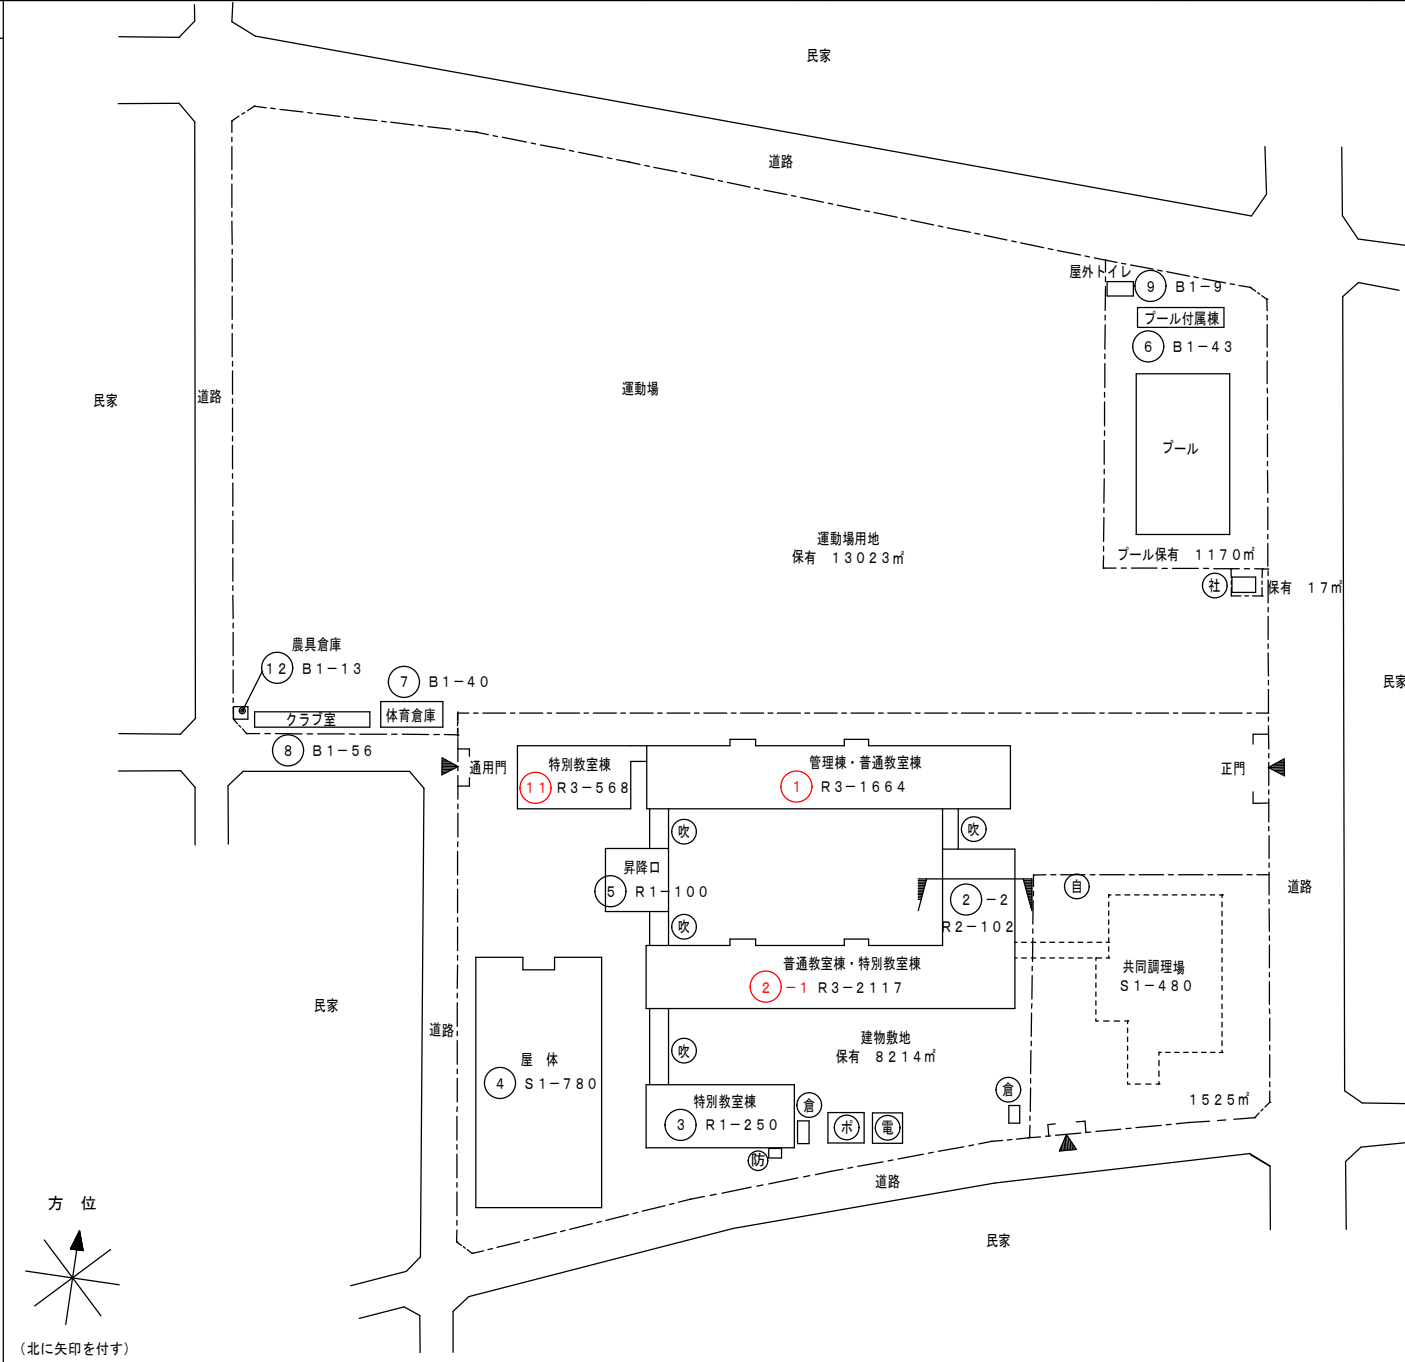 民家
道路
屋外トイレ
9 B1-9
プール付属棟
6 B1-43
民家
道路
運動場
プール
運動場用地
保有 13023㎡
プール保有 1170㎡
社 保有 17㎡
農具倉庫
12 B1-13
7 B1-40
クラブ室
体育倉庫
8 B1-56
民家
通用門
特別教室棟
11 R3-568
管理棟・普通教室棟
1 R3-1664
正門
吹
吹
昇降口
5 R1-100
自
道路
2-2
R2-102
吹
普通教室棟・特別教室棟
2-1 R3-2117
共同調理場
S1-480
民家
道路
建物敷地
保有 8214㎡
吹
屋 体
4 S1-780
特別教室棟
3 R1-250
倉
倉
1525㎡
ポ
電
防
道路
民家
方 位
(北に矢印を付す)